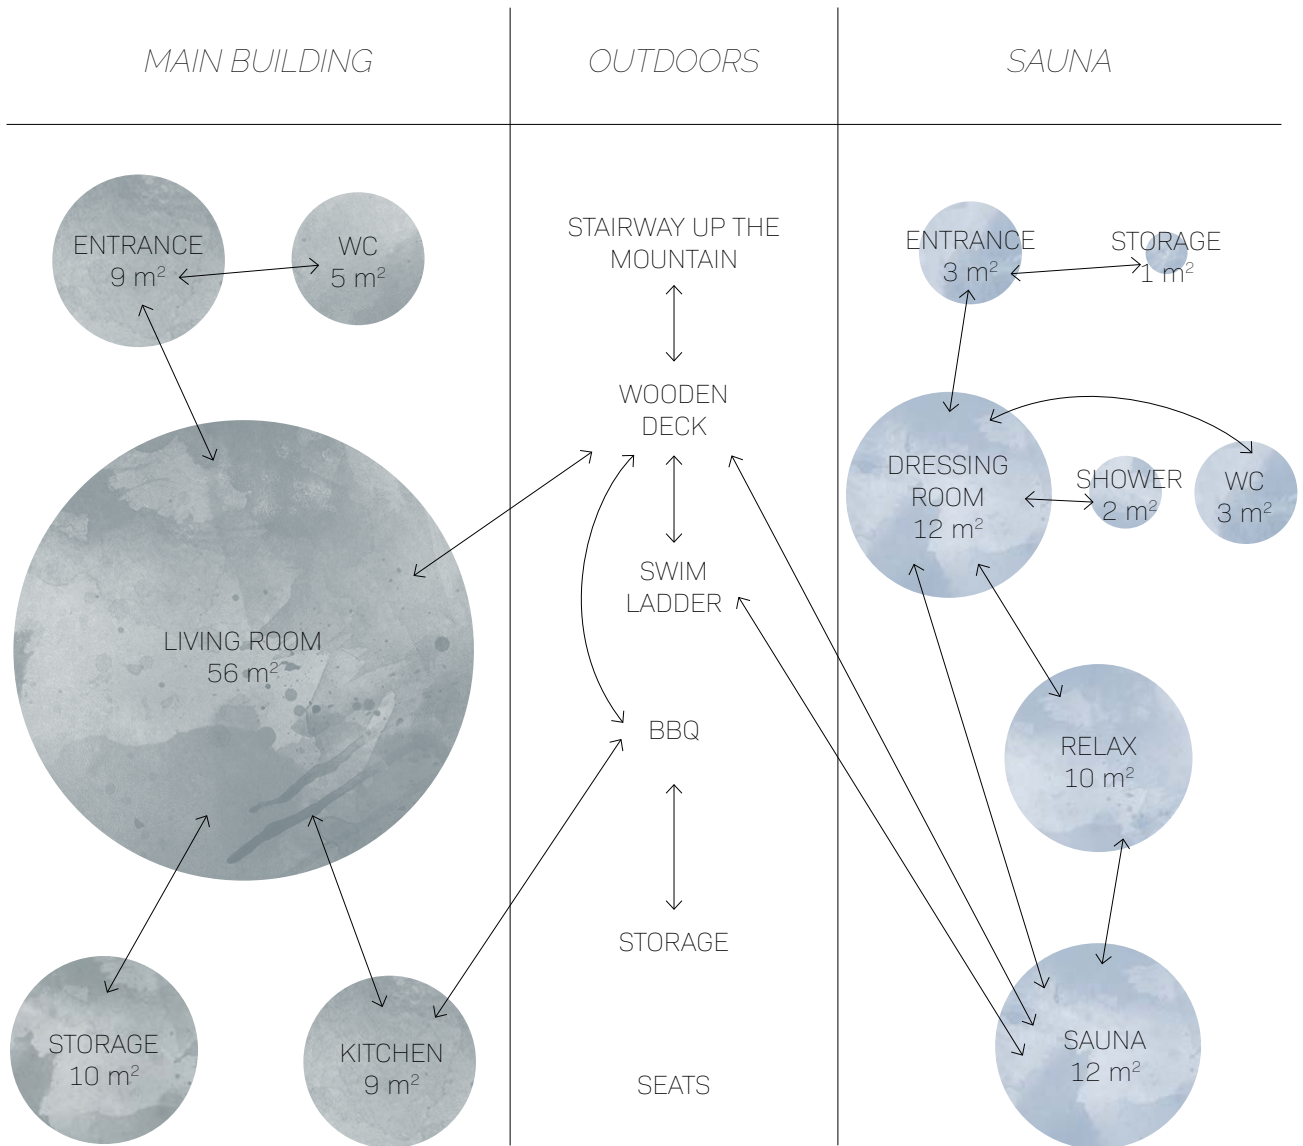 MAIN BUILDING
OUTDOORS
SAUNA
ENTRANCE
9 m²
WC
5 m²
LIVING ROOM
56 m²
STORAGE
10 m²
KITCHEN
9 m²
STAIRWAY UP THE
MOUNTAIN
WOODEN
DECK
SWIM
LADDER
BBQ
STORAGE
SEATS
ENTRANCE
3 m²
STORAGE
1 m²
DRESSING
ROOM
12 m²
SHOWER
2 m²
WC
3 m²
RELAX
10 m²
SAUNA
12 m²